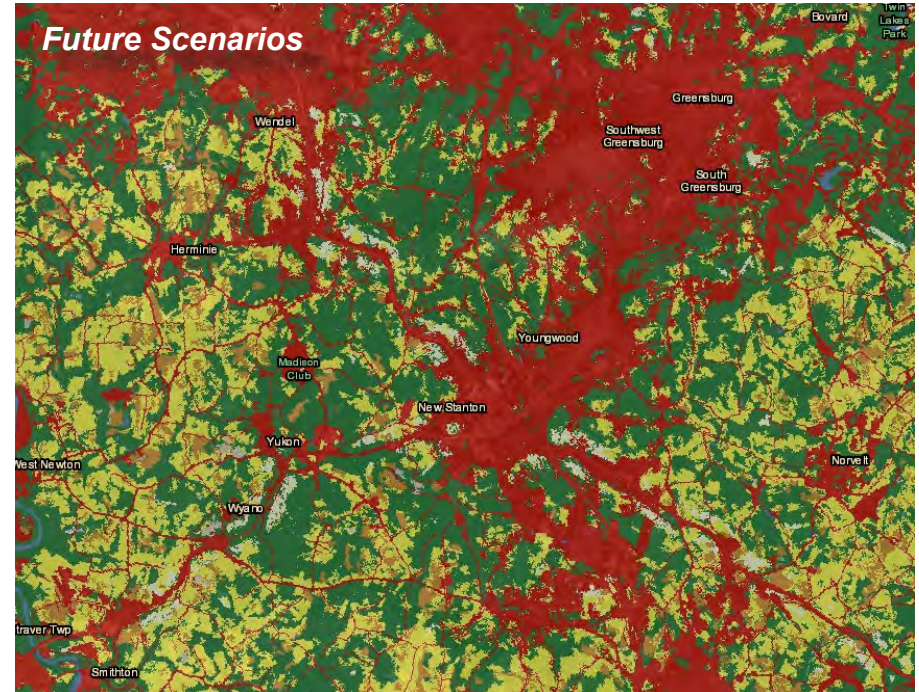 Future Scenarios
Bovard
Twin
Lakes
Park
Greensburg
Wendel
Southwest
Greensburg
South
Greensburg
Herminie
Youngwood
Madison
Club
New Stanton
Yukon
West Newton
Norvelt
Wyano
traver Twp
Smithton